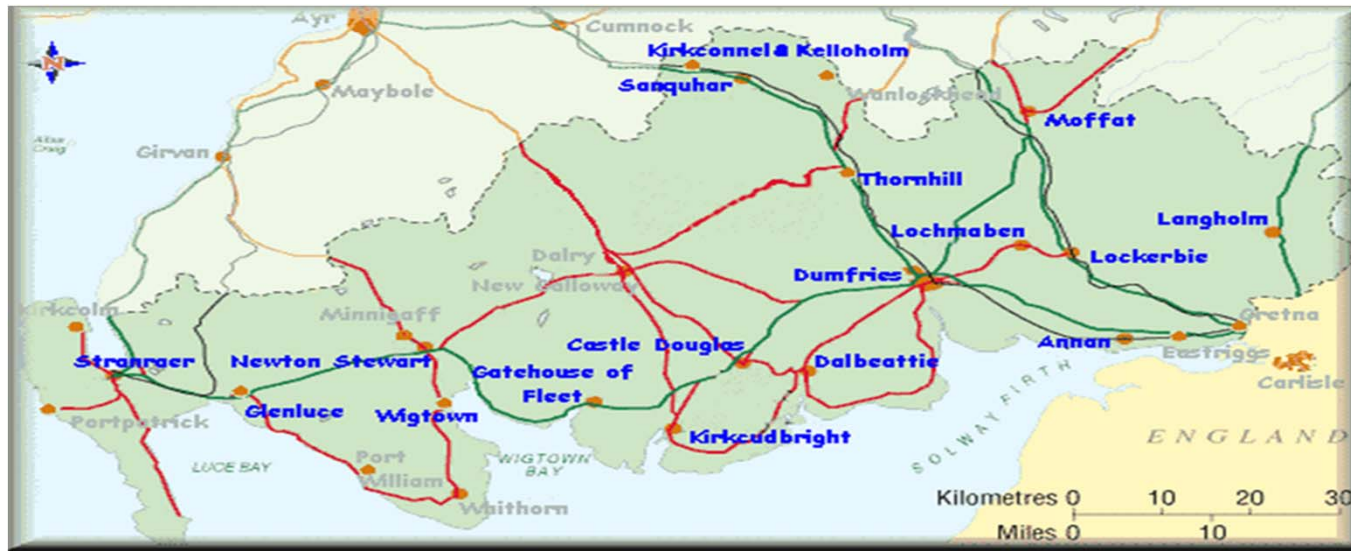 Ayr
Cumnock
Kirkconnel & Kelloholm
N
Sanquhar
Wanlockhead
Maybole
Moffat
Ailsa
Craig
Girvan
Thornhill
Langholm
Lochmaben
Lockerbie
Dalry
Dumfries
New Galloway
Kirkcolm
Minnigaff
Gretna
Stranraer
Newton Stewart
Castle Douglas
Dalbeattie
Annan
Eastriggs
Carlisle
Gatehouse of
Fleet
Glenluce
Wigtown
Portpatrick
Kirkcudbright
SOLWAY FIRTH
ENGLAND
LUCE BAY
Port
William
WIGTOWN
BAY
Whithorn
Kilometres 0 10 20 30
Miles 0 10